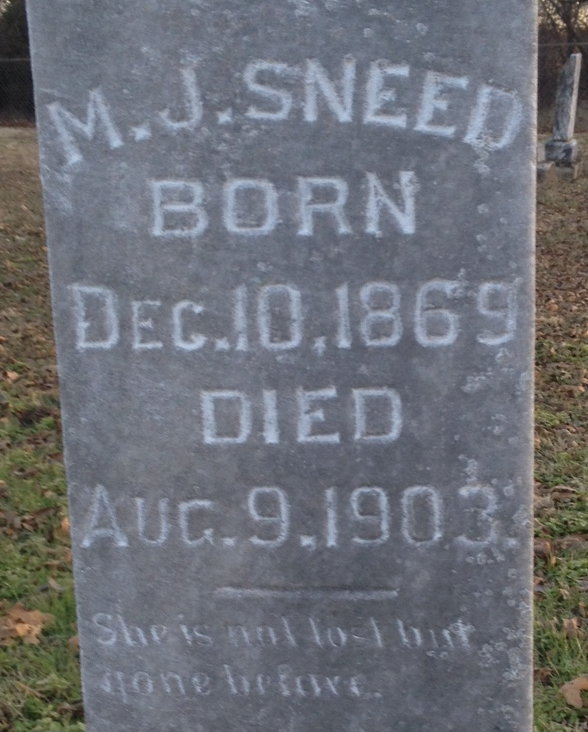 M.J.SNEED
BORN
DEC.10,1869
DIED
AUG.9,1903.
She is not lost but
gone before.